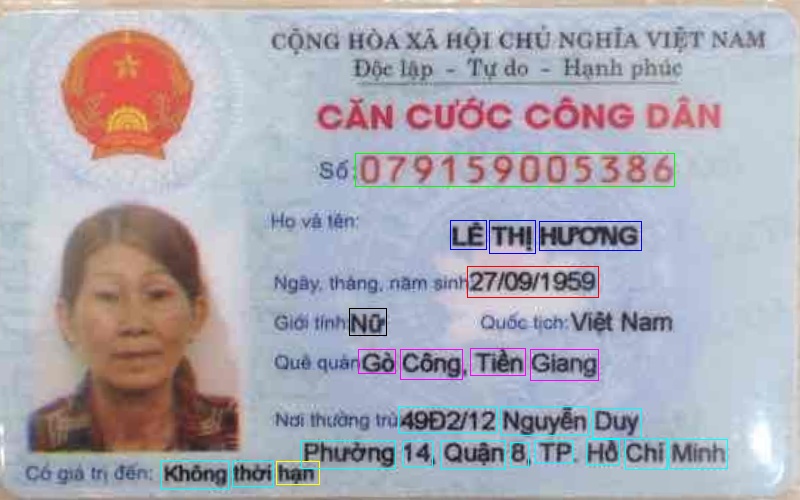 CỘNG HÒA XÃ HỘI CHỦ NGHĨA VIỆT NAM
Độc lập - Tự do - Hạnh phúc
CĂN CƯỚC CÔNG DÂN
Số: 079159005386
Họ và tên:
LÊ THỊ HƯƠNG
Ngày, tháng, năm sinh 27/09/1959
Giới tính: Nữ Quốc tịch: Việt Nam
Quê quán Gò Công, Tiền Giang
Nơi thường trú 49Đ2/12 Nguyễn Duy
Phường 14, Quận 8, TP. Hồ Chí Minh
Có giá trị đến: Không thời hạn